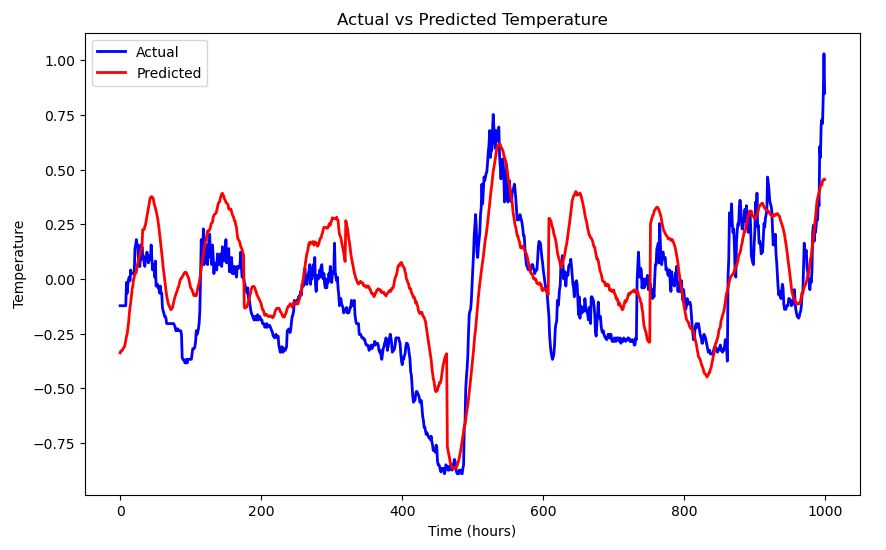 Actual vs Predicted Temperature
Actual
Predicted
1.00
0.75
0.50
0.25
0.00
−0.25
−0.50
−0.75
Temperature
0 200 400 600 800 1000
Time (hours)